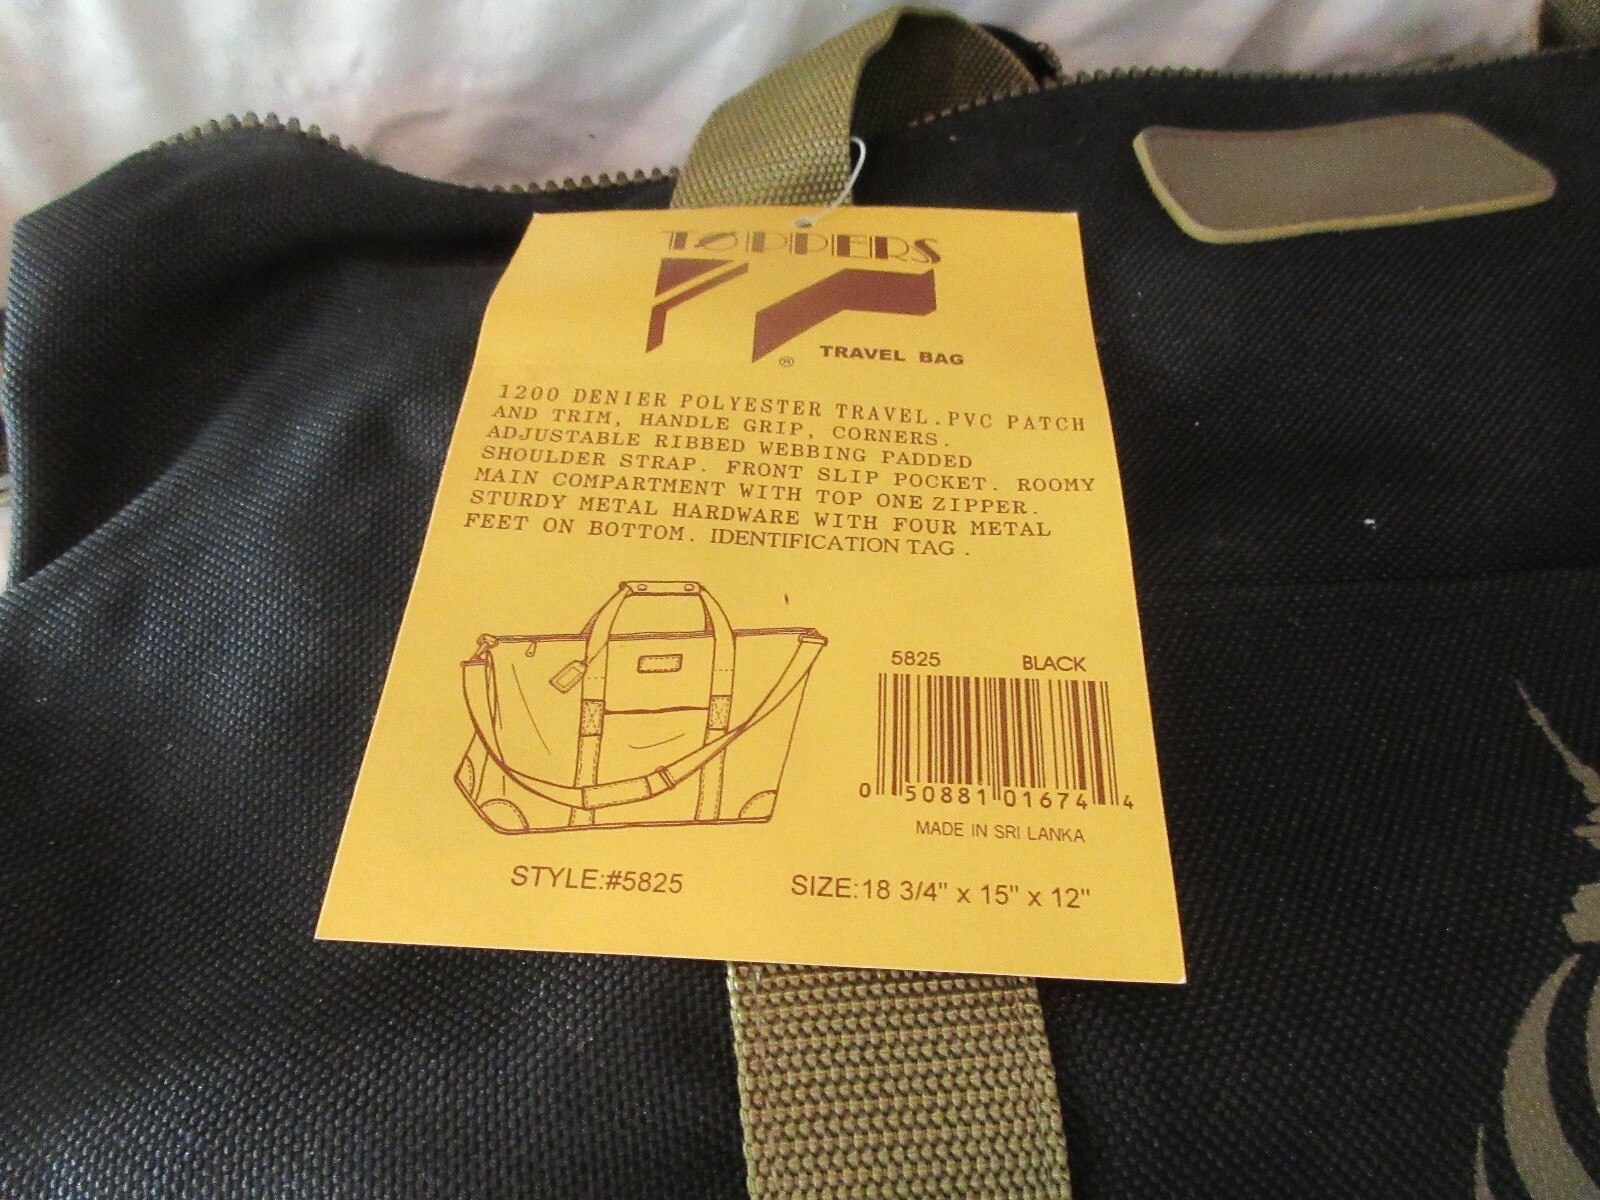 TOPPERS
® TRAVEL BAG
1200 DENIER POLYESTER TRAVEL.PVC PATCH
AND TRIM, HANDLE GRIP, CORNERS.
ADJUSTABLE RIBBED WEBBING PADDED
SHOULDER STRAP. FRONT SLIP POCKET. ROOMY
MAIN COMPARTMENT WITH TOP ONE ZIPPER.
STURDY METAL HARDWARE WITH FOUR METAL
FEET ON BOTTOM. IDENTIFICATION TAG .
5825 BLACK
0 50881 01674 4
MADE IN SRI LANKA
STYLE:#5825 SIZE:18 3/4" x 15" x 12"